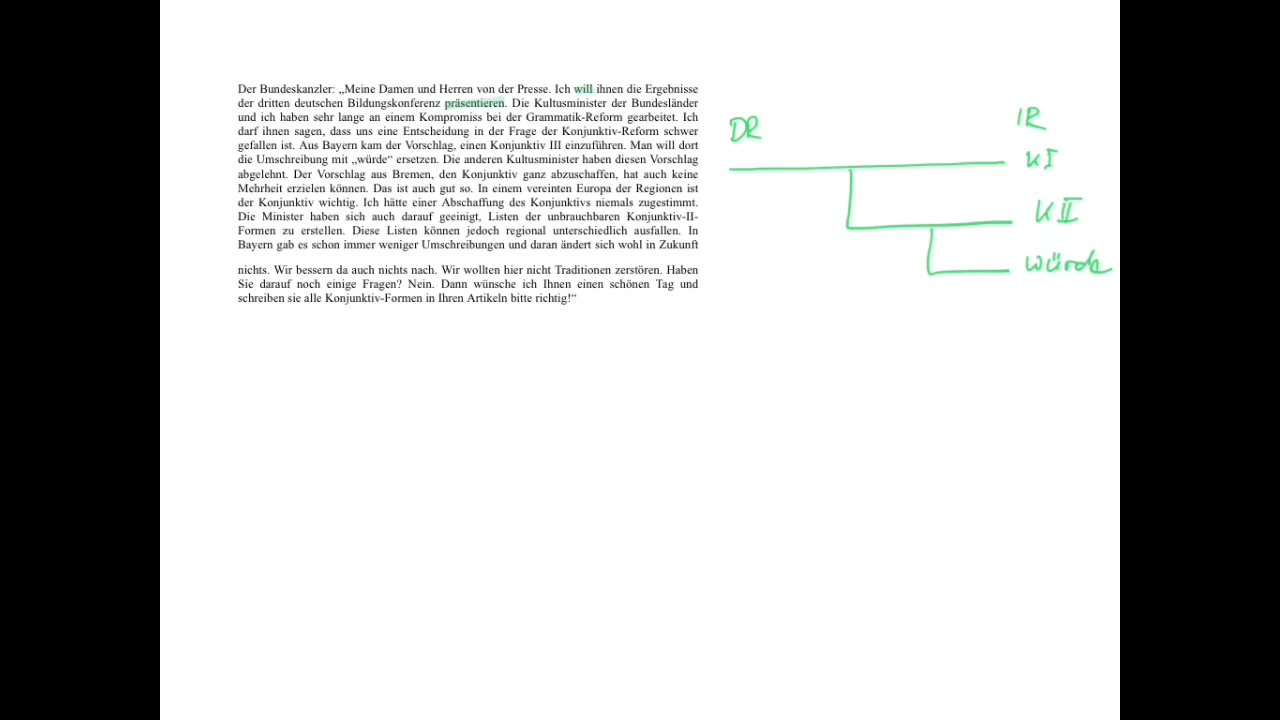 Der Bundeskanzler: „Meine Damen und Herren von der Presse. Ich will ihnen die Ergebnisse
der dritten deutschen Bildungskonferenz präsentieren. Die Kultusminister der Bundesländer
und ich haben sehr lange an einem Kompromiss bei der Grammatik-Reform gearbeitet. Ich
darf ihnen sagen, dass uns eine Entscheidung in der Frage der Konjunktiv-Reform schwer
gefallen ist. Aus Bayern kam der Vorschlag, einen Konjunktiv III einzuführen. Man will dort
die Umschreibung mit „würde“ ersetzen. Die anderen Kultusminister haben diesen Vorschlag
abgelehnt. Der Vorschlag aus Bremen, den Konjunktiv ganz abzuschaffen, hat auch keine
Mehrheit erzielen können. Das ist auch gut so. In einem vereinten Europa der Regionen ist
der Konjunktiv wichtig. Ich hätte einer Abschaffung des Konjunktivs niemals zugestimmt.
Die Minister haben sich auch darauf geeinigt, Listen der unbrauchbaren Konjunktiv-II-
Formen zu erstellen. Diese Listen können jedoch regional unterschiedlich ausfallen. In
Bayern gab es schon immer weniger Umschreibungen und daran ändert sich wohl in Zukunft
nichts. Wir bessern da auch nichts nach. Wir wollten hier nicht Traditionen zerstören. Haben
Sie darauf noch einige Fragen? Nein. Dann wünsche ich Ihnen einen schönen Tag und
schreiben sie alle Konjunktiv-Formen in Ihren Artikeln bitte richtig!“
DR
IR
KI
KII
würde